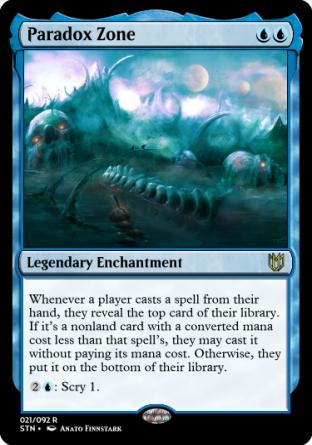 Paradox Zone
Legendary Enchantment
Whenever a player casts a spell from their
hand, they reveal the top card of their library.
If it's a nonland card with a converted mana
cost less than that spell's, they may cast it
without paying its mana cost. Otherwise, they
put it on the bottom of their library.
2 : Scry 1.
021/092 R
STN • Anato Finnstark